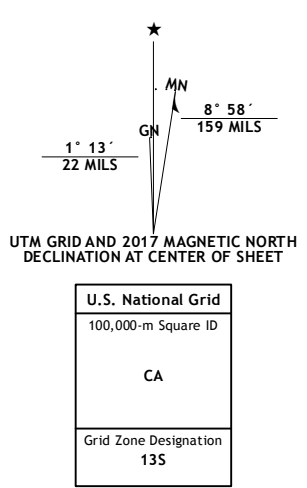 MN
GN
8° 58´
159 MILS
1° 13´
22 MILS
UTM GRID AND 2017 MAGNETIC NORTH
DECLINATION AT CENTER OF SHEET
U.S. National Grid
100,000-m Square ID
CA
Grid Zone Designation
13S